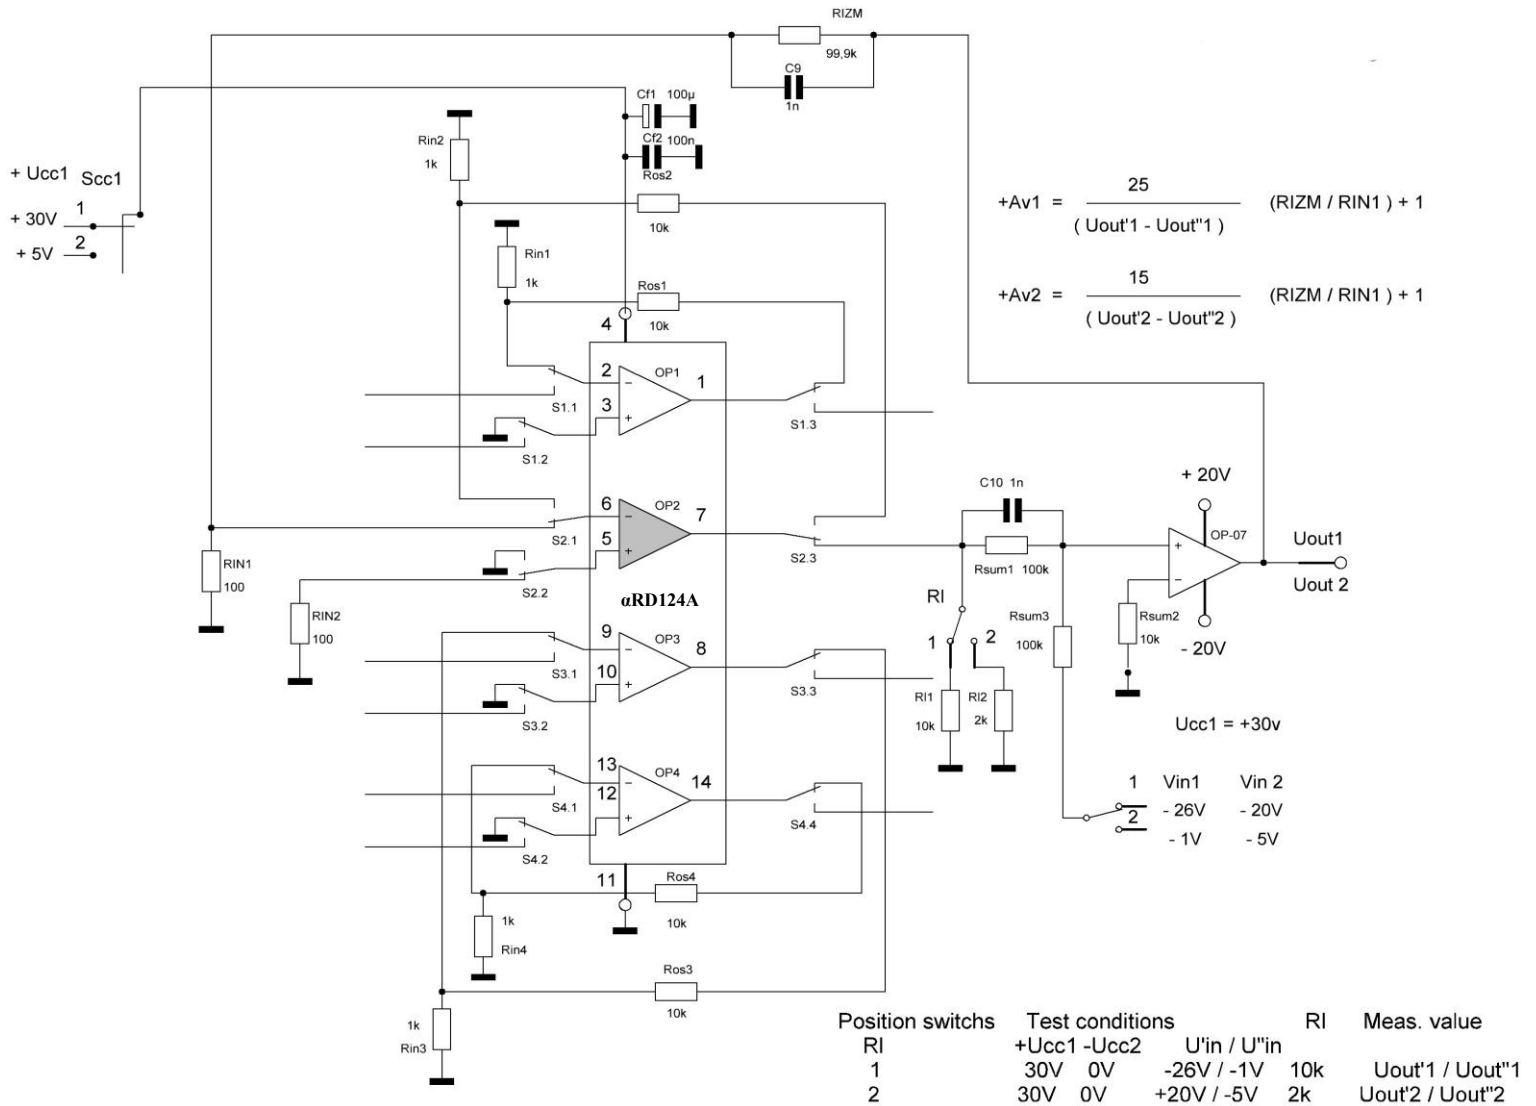 RIZM
99,9k
C9
1n
Cf1 100µ
Cf2 100n
Rin2
1k
Ros2
10k
+ Ucc1 Scc1
+ 30V 1
+ 5V 2
+Av1 = 25 / ( Uout'1 - Uout"1 ) (RIZM / RIN1 ) + 1
+Av2 = 15 / ( Uout'2 - Uout"2 ) (RIZM / RIN1 ) + 1
Rin1
1k
Ros1
10k
4
2 OP1 1
− 
3
+
S1.1
S1.2
S1.3
6 OP2 7
−
5
+
S2.1
S2.2
S2.3
RIN1
100
RIN2
100
αRD124A
C10 1n
Rsum1 100k
+ 20V
OP-07
+
−
- 20V
Uout1
Uout 2
RI
1 2
RI1
10k
RI2
2k
Rsum3
100k
Rsum2
10k
9 OP3 8
−
10
+
S3.1
S3.2
S3.3
13 OP4 14
−
12
+
S4.1
S4.2
S4.4
11
Ucc1 = +30v
1 Vin1 Vin 2
- 26V - 20V
2
- 1V - 5V
Ros4
10k
1k
Rin4
Ros3
10k
1k
Rin3
Position switchs Test conditions RI Meas. value
RI +Ucc1 -Ucc2 U'in / U"in
1 30V 0V -26V / -1V 10k Uout'1 / Uout"1
2 30V 0V +20V / -5V 2k Uout'2 / Uout"2